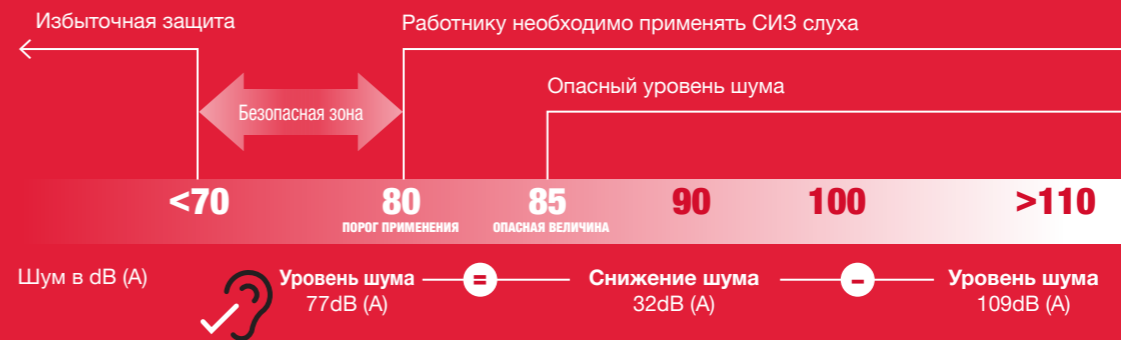 Избыточная защита
Работнику необходимо применять СИЗ слуха
Опасный уровень шума
Безопасная зона
<70 80 85 90 100 >110
ПОРОГ ПРИМЕНЕНИЯ ОПАСНАЯ ВЕЛИЧИНА
Шум в dB (A)
Уровень шума = Снижение шума - Уровень шума
77dB (A) 32dB (A) 109dB (A)